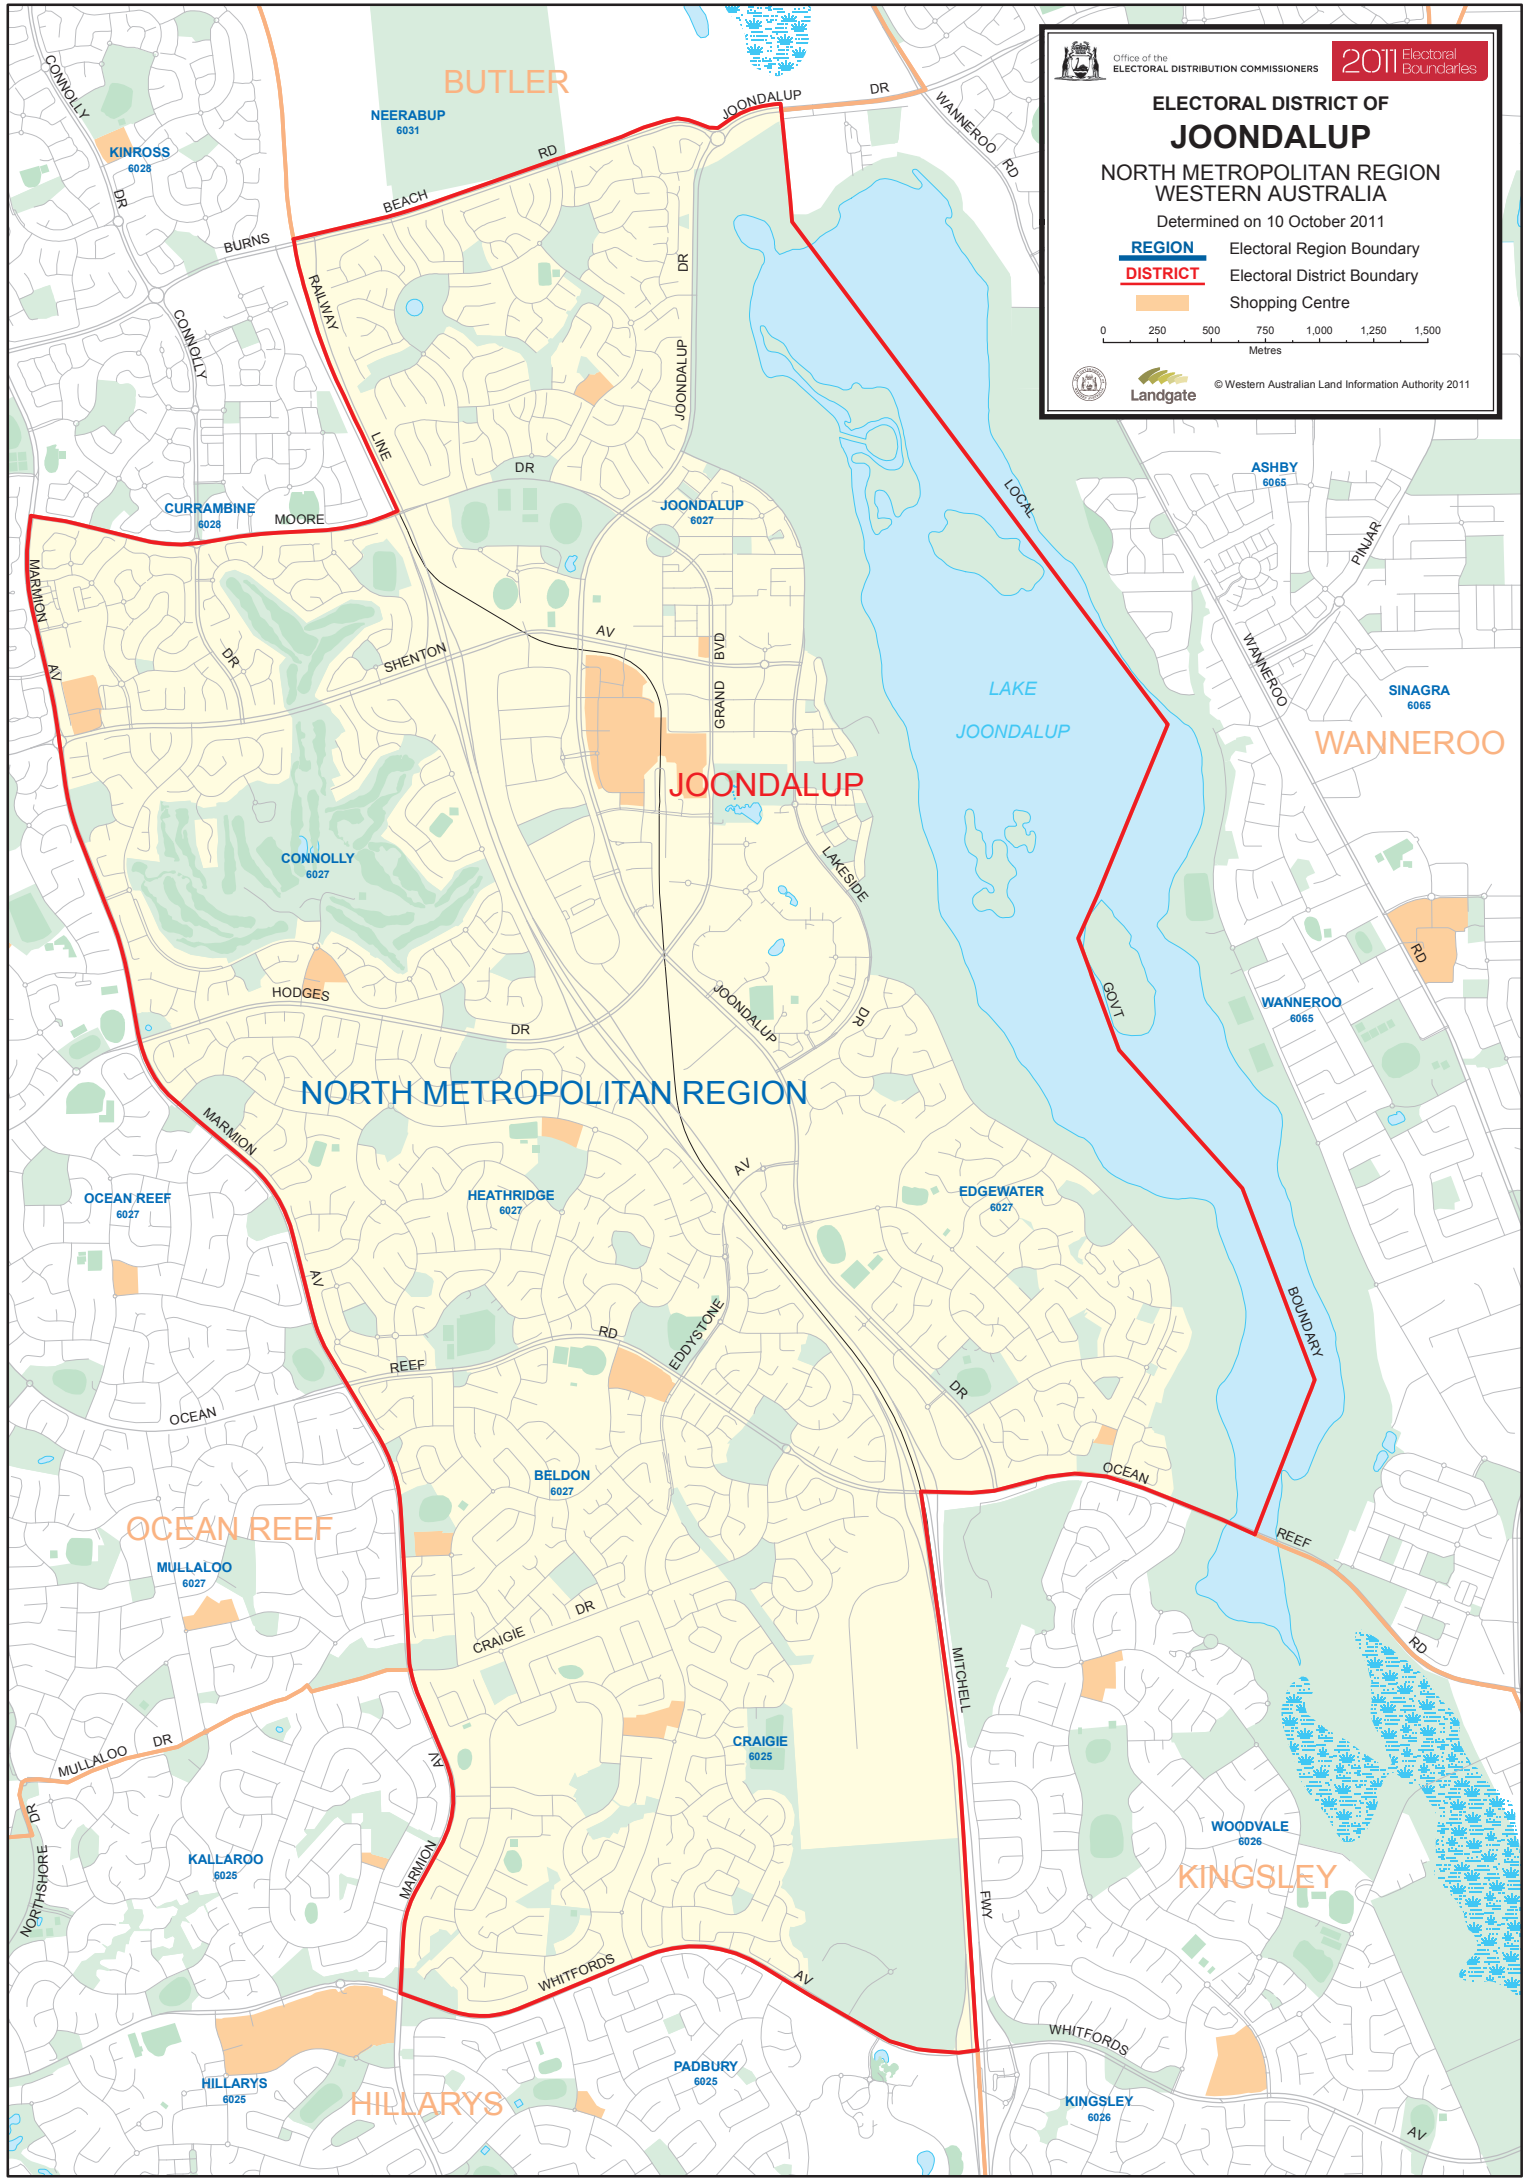 Office of the
ELECTORAL DISTRIBUTION COMMISSIONERS
2011 Electoral
Boundaries
ELECTORAL DISTRICT OF
JOONDALUP
NORTH METROPOLITAN REGION
WESTERN AUSTRALIA
Determined on 10 October 2011
REGION Electoral Region Boundary
DISTRICT Electoral District Boundary
Shopping Centre
0 250 500 750 1,000 1,250 1,500
Metres
Landgate
© Western Australian Land Information Authority 2011
BUTLER
NEERABUP
6031
CONNOLLY
KINROSS
6028
DR
JOONDALUP
DR
WANNEROO
RD
RD
BEACH
BURNS
RAILWAY
DR
CONNOLLY
JOONDALUP
LINE
DR
CURRAMBINE
6028
MOORE
JOONDALUP
6027
LOCAL
ASHBY
6065
PINJAR
MARMION
AV
DR
SHENTON
AV
BVD
GRAND
WANNEROO
SINAGRA
6065
WANNEROO
LAKE
JOONDALUP
JOONDALUP
CONNOLLY
6027
LAKESIDE
RD
HODGES
DR
JOONDALUP
DR
GOVT
WANNEROO
6065
NORTH METROPOLITAN REGION
MARMION
AV
OCEAN REEF
6027
HEATHRIDGE
6027
EDGEWATER
6027
AV
EDDYSTONE
BOUNDARY
RD
REEF
OCEAN
DR
BELDON
6027
OCEAN
REEF
RD
OCEAN REEF
MULLALOO
6027
DR
CRAIGIE
MITCHELL
MULLALOO
DR
AV
CRAIGIE
6025
DR
NORTHSHORE
KALLAROO
6025
MARMION
WOODVALE
6026
KINGSLEY
FWY
WHITFORDS
AV
WHITFORDS
AV
HILLARYS
6025
HILLARYS
PADBURY
6025
KINGSLEY
6026